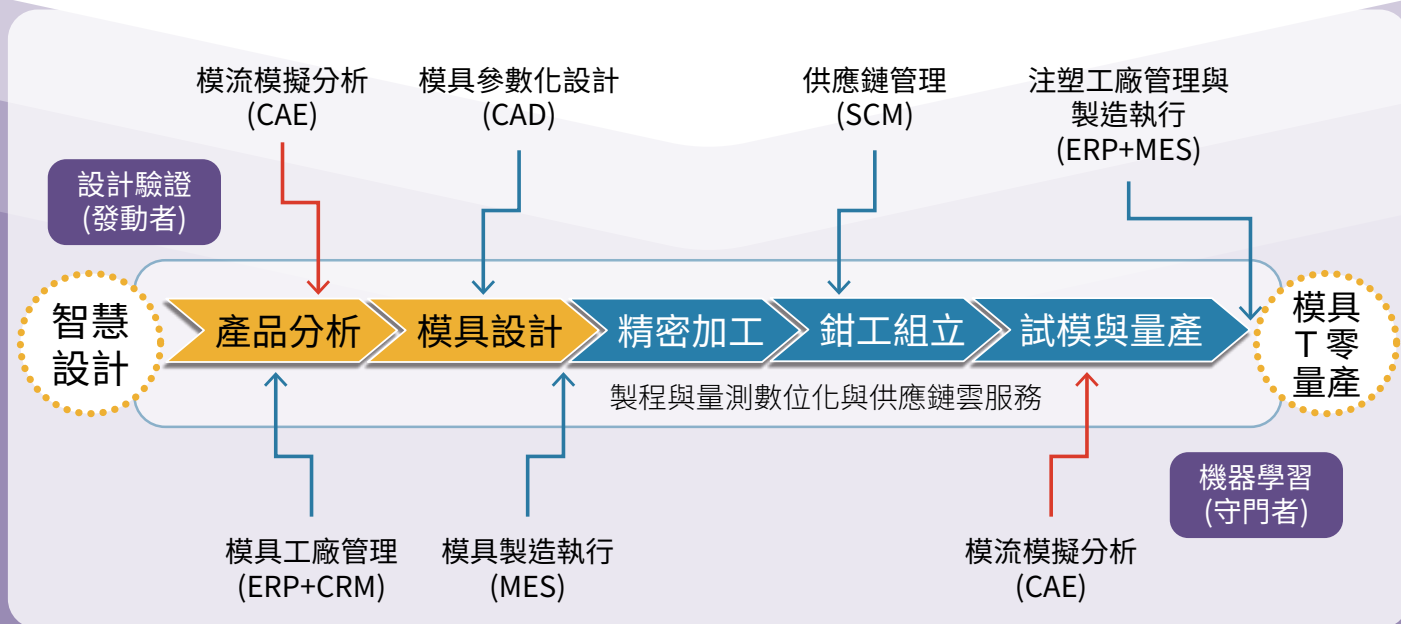 模流模擬分析
(CAE)
模具參數化設計
(CAD)
供應鏈管理
(SCM)
注塑工廠管理與
製造執行
(ERP+MES)
設計驗證
(發動者)
智慧
設計
產品分析
模具設計
精密加工
鉗工組立
試模與量產
模具
T零
量產
製程與量測數位化與供應鏈雲服務
機器學習
(守門者)
模具工廠管理
(ERP+CRM)
模具製造執行
(MES)
模流模擬分析
(CAE)